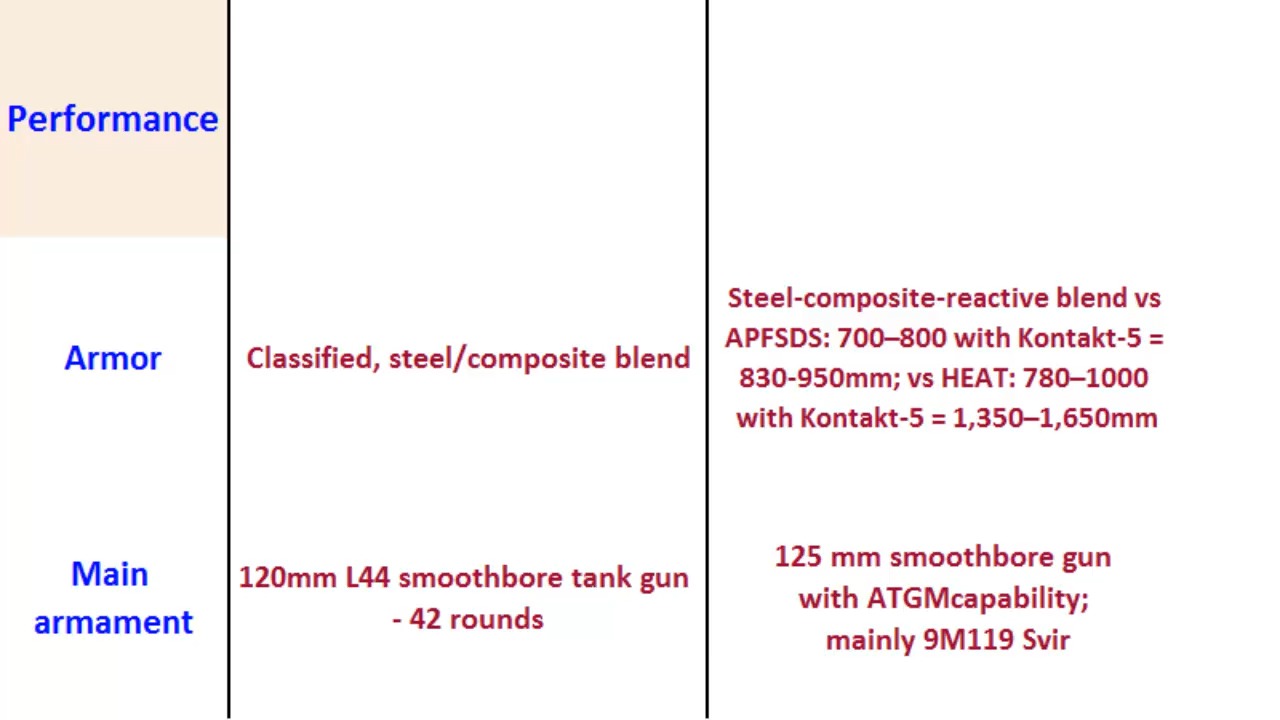 Performance
Armor
Classified, steel/composite blend
Steel-composite-reactive blend vs
APFSDS: 700–800 with Kontakt-5 =
830-950mm; vs HEAT: 780–1000
with Kontakt-5 = 1,350–1,650mm
Main
armament
120mm L44 smoothbore tank gun
- 42 rounds
125 mm smoothbore gun
with ATGMcapability;
mainly 9M119 Svir